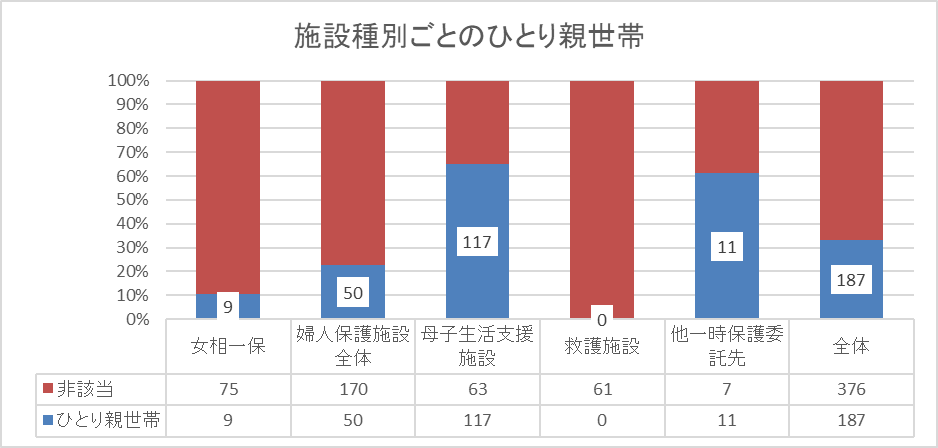 施設種別ごとのひとり親世帯
100%
90%
80%
70%
60%
50%
40%
30%
20%
10%
0%
9
50
117
0
11
187
女相一保
婦人保護施設
全体
母子生活支援
施設
救護施設
他一時保護委
託先
全体
非該当 75 170 63 61 7 376
ひとり親世帯 9 50 117 0 11 187